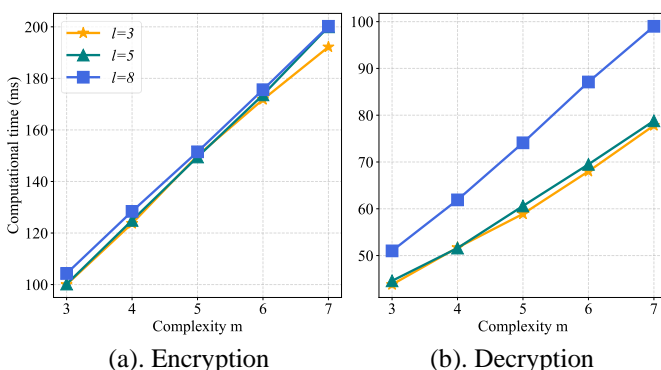 200
180
160
140
120
100
Computational time (ms)
l=3
l=5
l=8
3 4 5 6 7
Complexity m
(a). Encryption
100
90
80
70
60
50
3 4 5 6 7
Complexity m
(b). Decryption